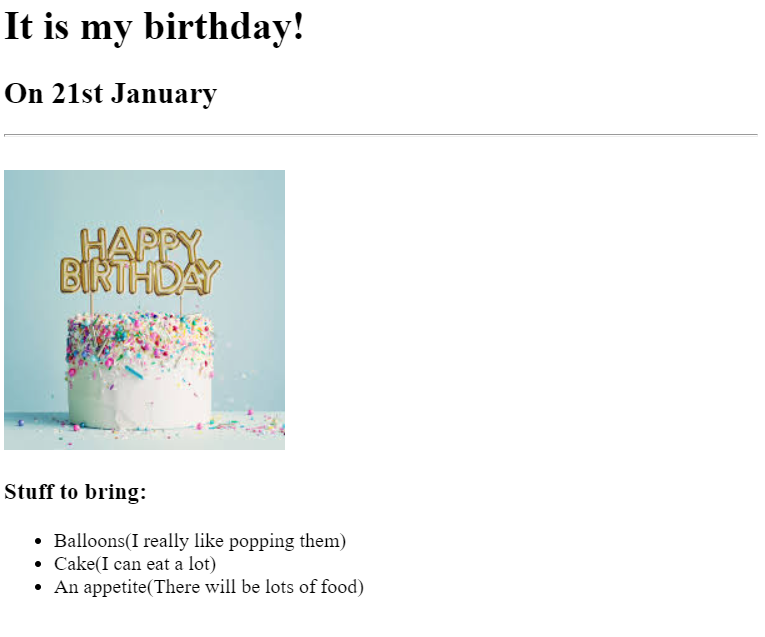 It is my birthday!
On 21st January
HAPPY
BIRTHDAY
Stuff to bring:
Balloons(I really like popping them)
Cake(I can eat a lot)
An appetite(There will be lots of food)